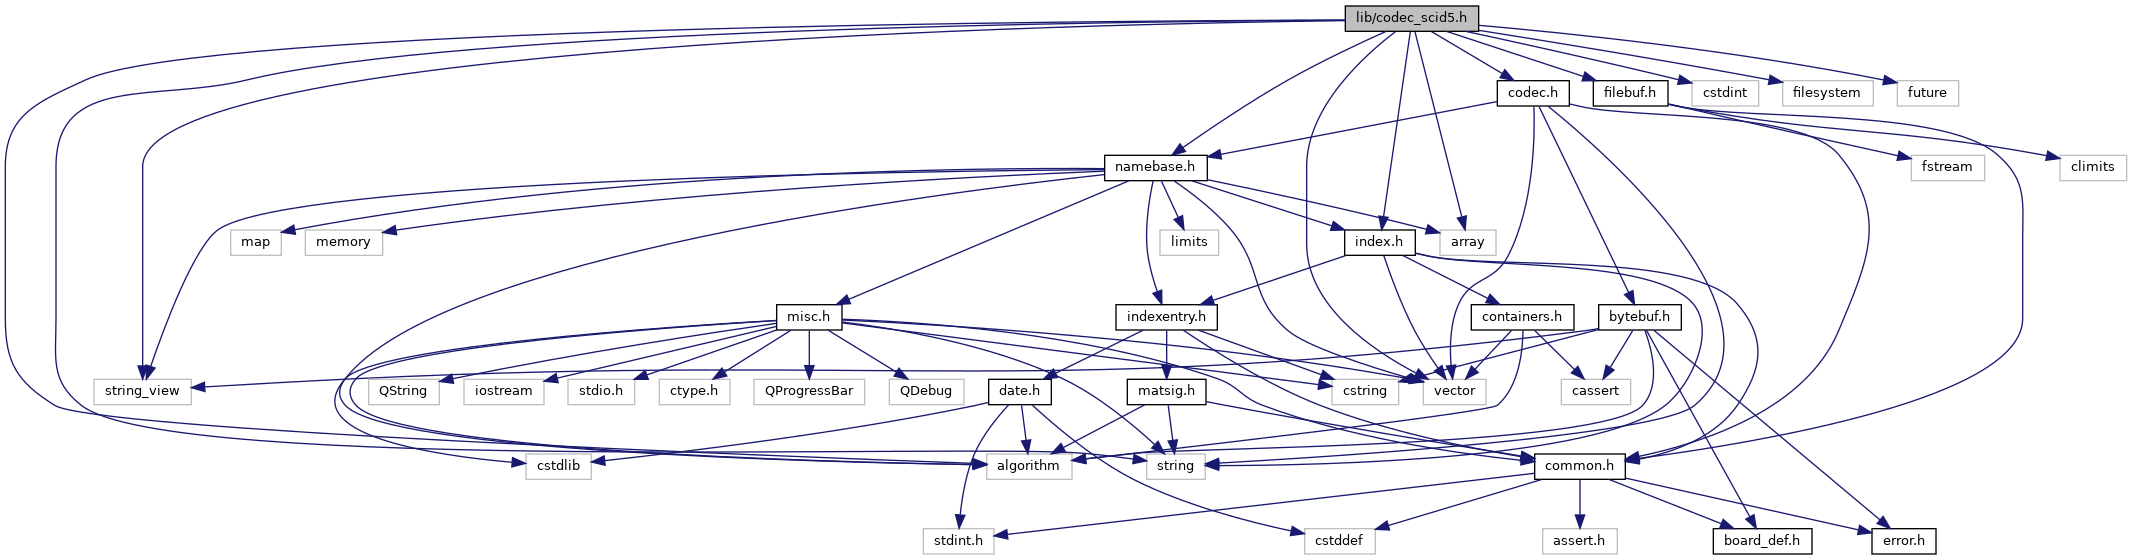 lib/codec_scid5.h
codec.h
filebuf.h
cstdint
filesystem
future
namebase.h
fstream
climits
map
memory
limits
index.h
array
misc.h
indexentry.h
containers.h
bytebuf.h
string_view
QString
iostream
stdio.h
ctype.h
QProgressBar
QDebug
date.h
matsig.h
cstring
vector
cassert
cstdlib
algorithm
string
common.h
stdint.h
cstddef
assert.h
board_def.h
error.h